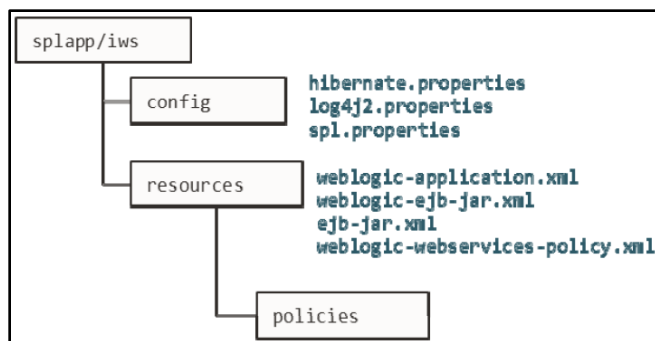 splapp/iws
config
hibernate.properties
log4j2.properties
spl.properties
resources
weblogic-application.xml
weblogic-ejb-jar.xml
ejb-jar.xml
weblogic-webservices-policy.xml
policies